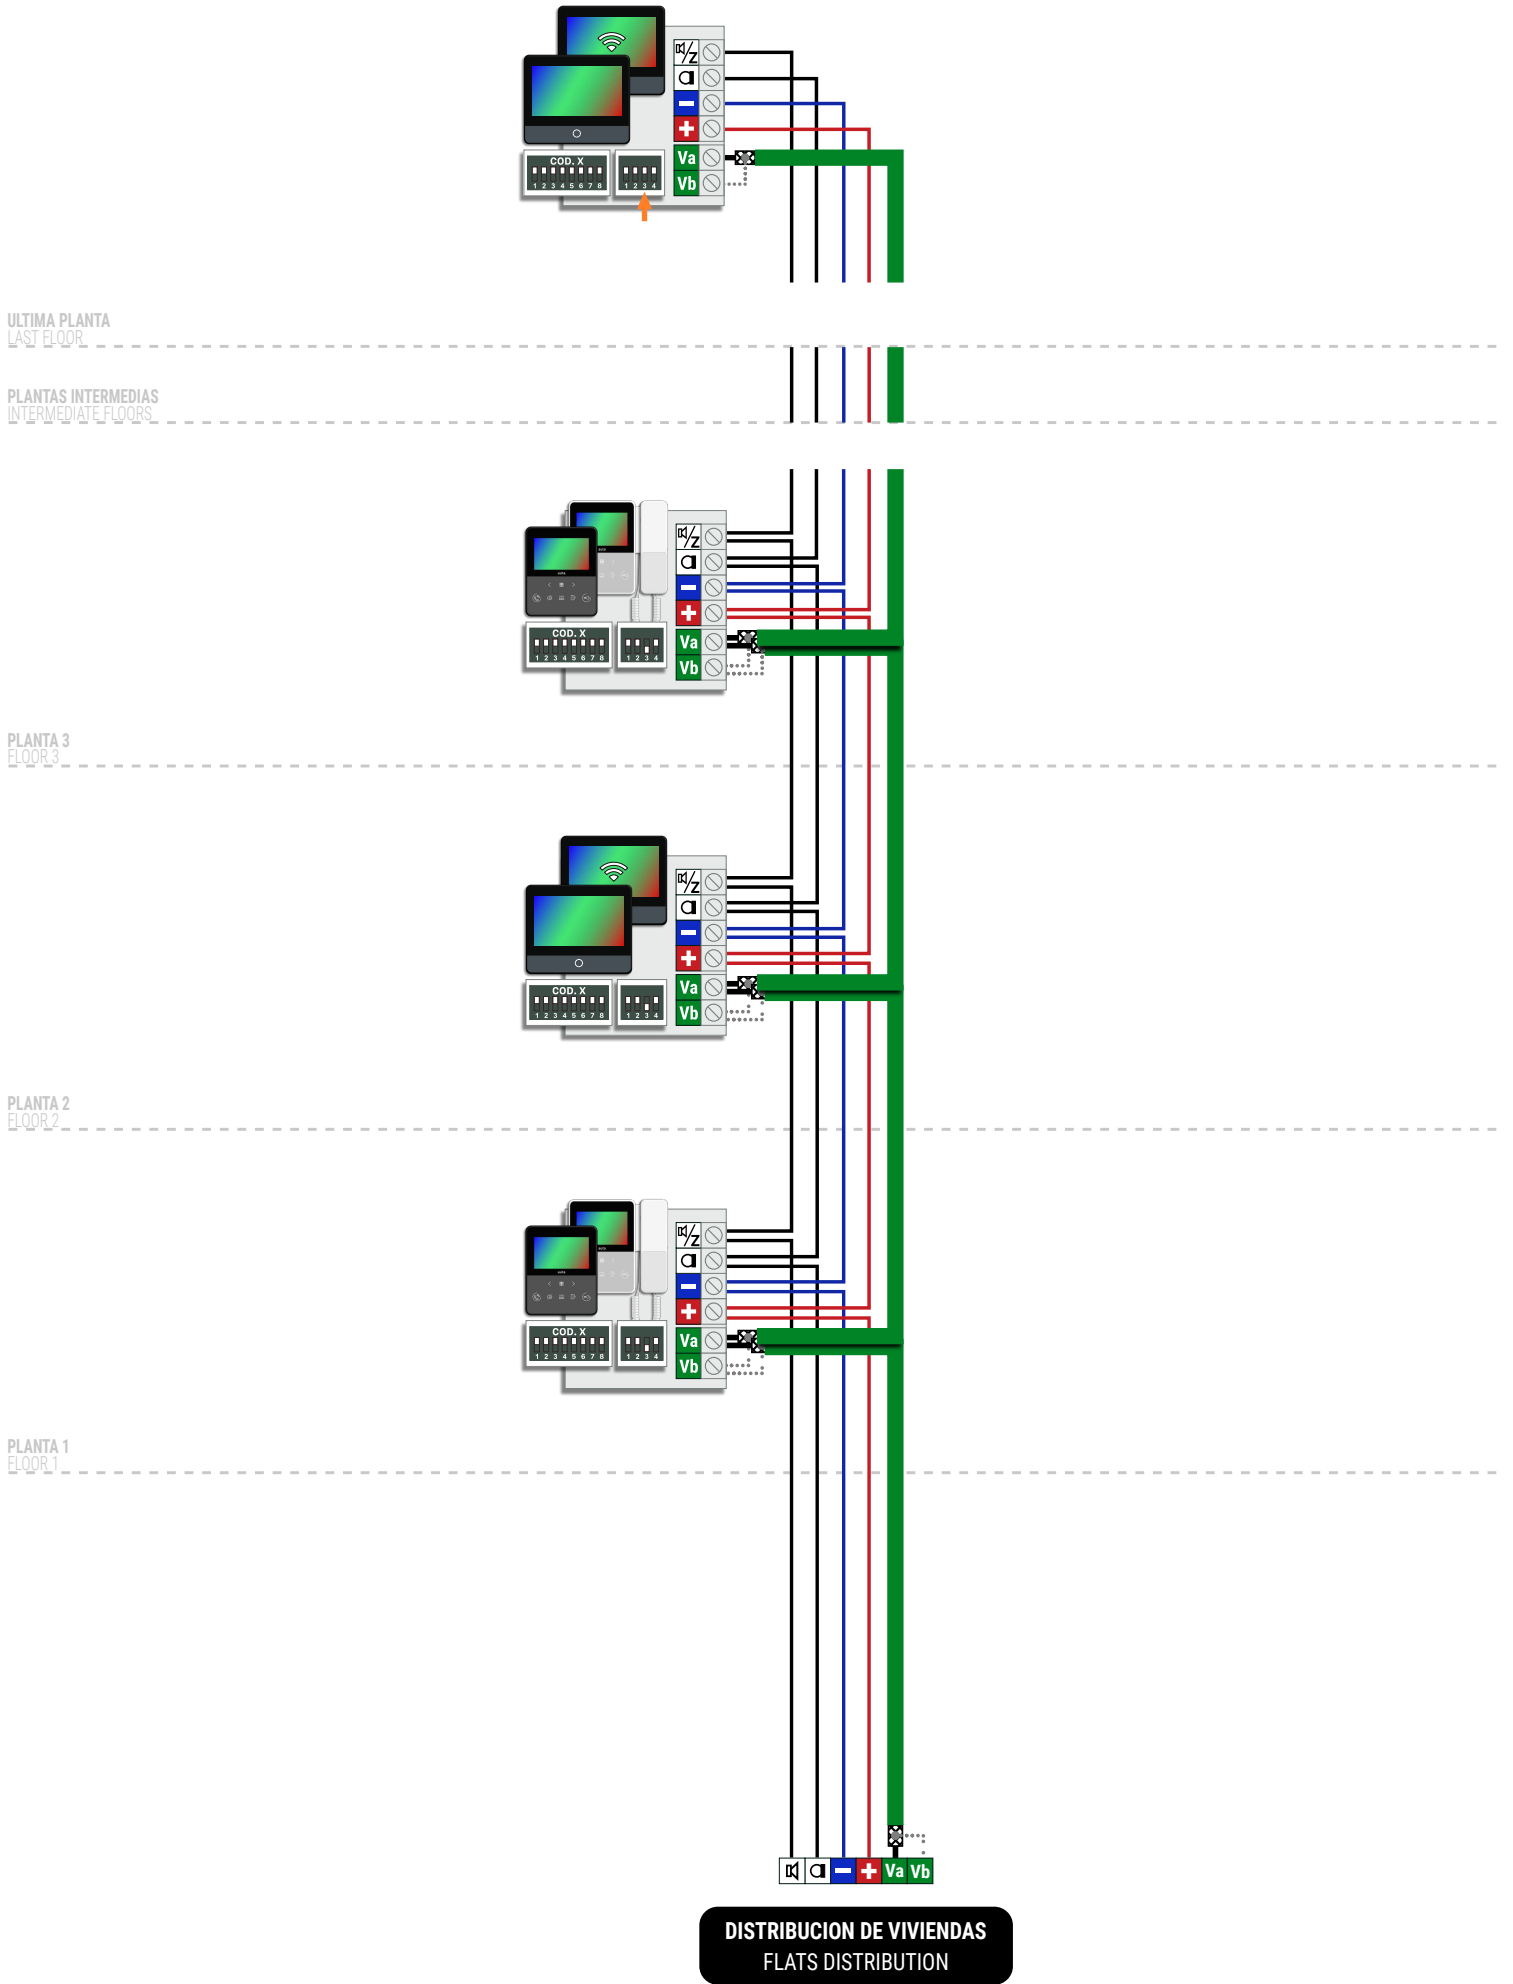 Z
+
COD. X
1 2 3 4 5 6 7 8
1 2 3 4
Va
Vb
ULTIMA PLANTA
LAST FLOOR
PLANTAS INTERMEDIAS
INTERMEDIATE FLOORS
Z
+
COD. X
1 2 3 4 5 6 7 8
1 2 3 4
Va
Vb
PLANTA 3
FLOOR 3
Z
+
COD. X
1 2 3 4 5 6 7 8
1 2 3 4
Va
Vb
PLANTA 2
FLOOR 2
Z
+
COD. X
1 2 3 4 5 6 7 8
1 2 3 4
Va
Vb
PLANTA 1
FLOOR 1
+ Va Vb
DISTRIBUCION DE VIVIENDAS
FLATS DISTRIBUTION